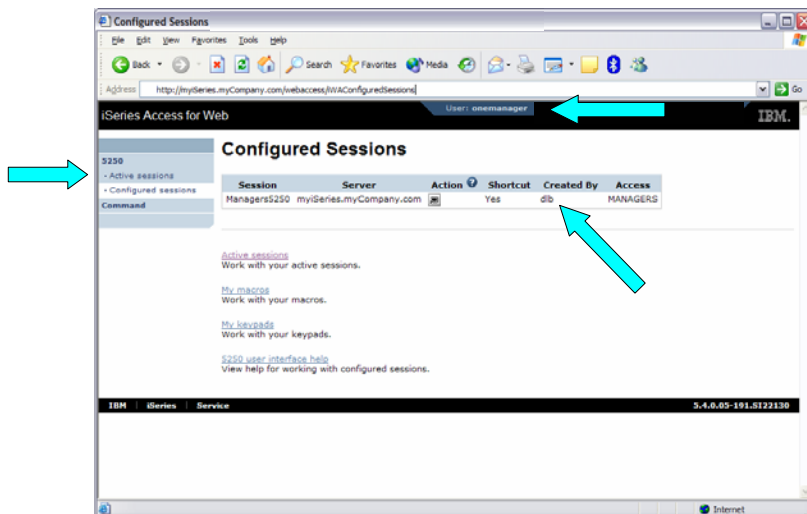 Configured Sessions
File Edit View Favorites Tools Help
Back Search Favorites Media
Address http://myiSeries.myCompany.com/webaccess/iWAConfiguredSessions Go
iSeries Access for Web User: onemanager IBM.
Configured Sessions
5250
• Active sessions
• Configured sessions
Command
Session Server Action ? Shortcut Created By Access
Managers5250 myiSeries.myCompany.com Yes dlb MANAGERS
Active sessions
Work with your active sessions.
My macros
Work with your macros.
My keypads
Work with your keypads.
5250 user interface help
View help for working with configured sessions.
IBM iSeries Service 5.4.0.05-191.SI22130
Internet